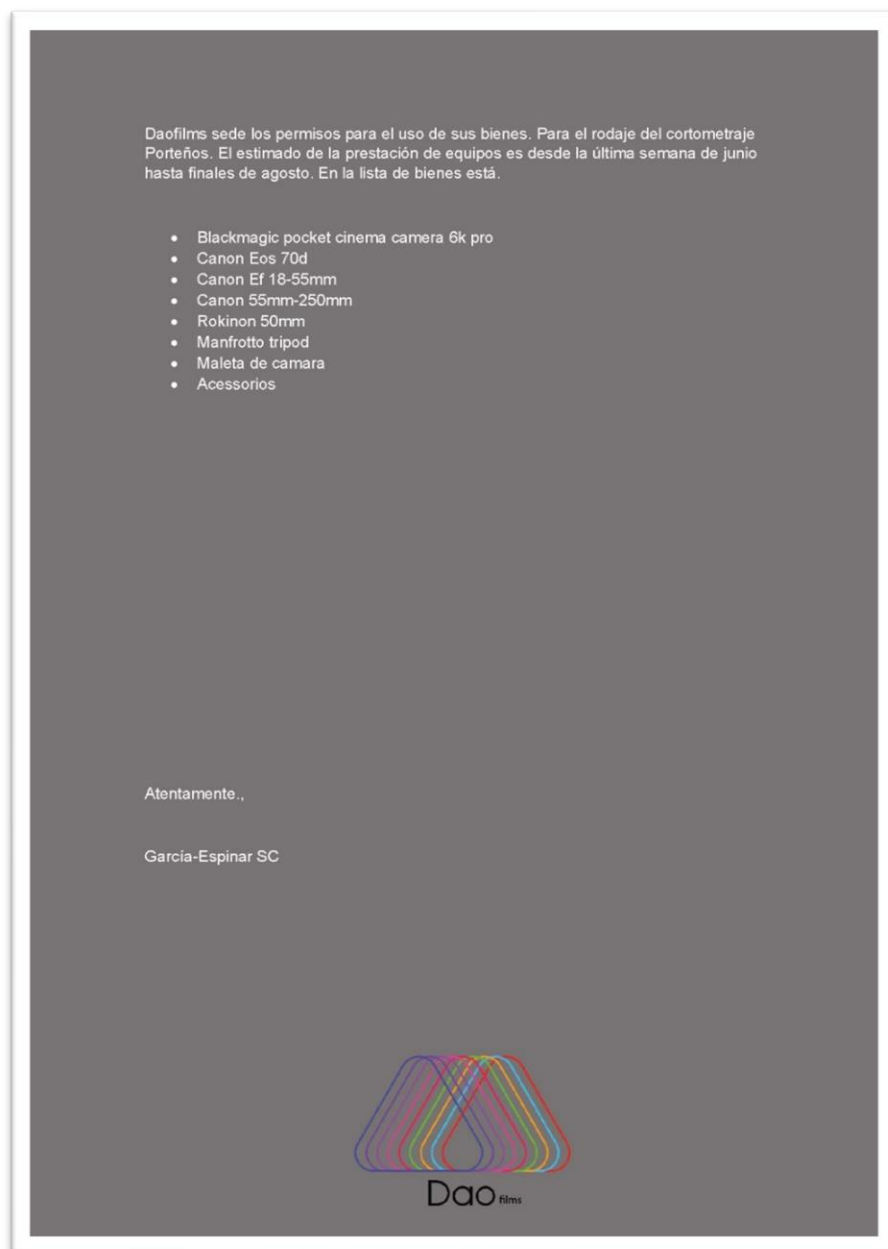 Daofilms sede los permisos para el uso de sus bienes. Para el rodaje del cortometraje
Porteños. El estimado de la prestación de equipos es desde la última semana de junio
hasta finales de agosto. En la lista de bienes está.
• Blackmagic pocket cinema camera 6k pro
• Canon Eos 70d
• Canon Ef 18-55mm
• Canon 55mm-250mm
• Rokinon 50mm
• Manfrotto tripod
• Maleta de camara
• Acessorios
Atentamente.,
García-Espinar SC
Dao films